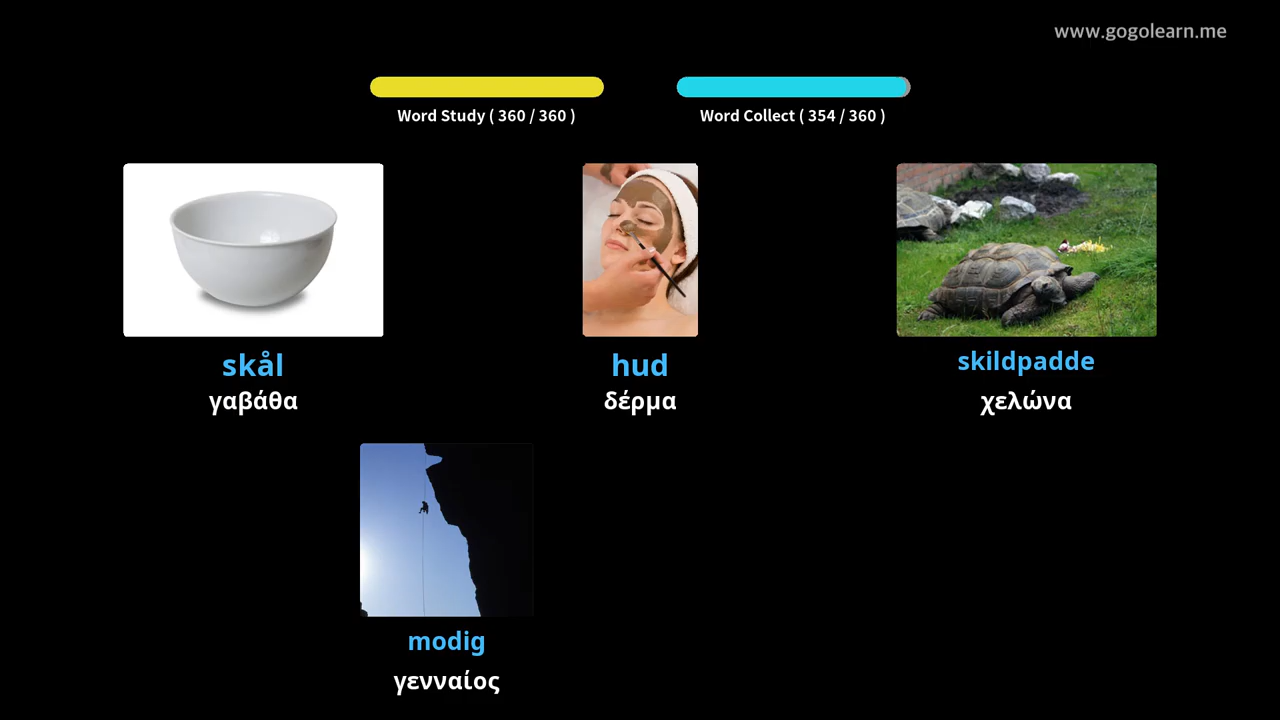 www.gogolearn.me
Word Study ( 360 / 360 )
Word Collect ( 354 / 360 )
skål
hud
skildpadde
γαβάθα
δέρμα
χελώνα
modig
γενναίος